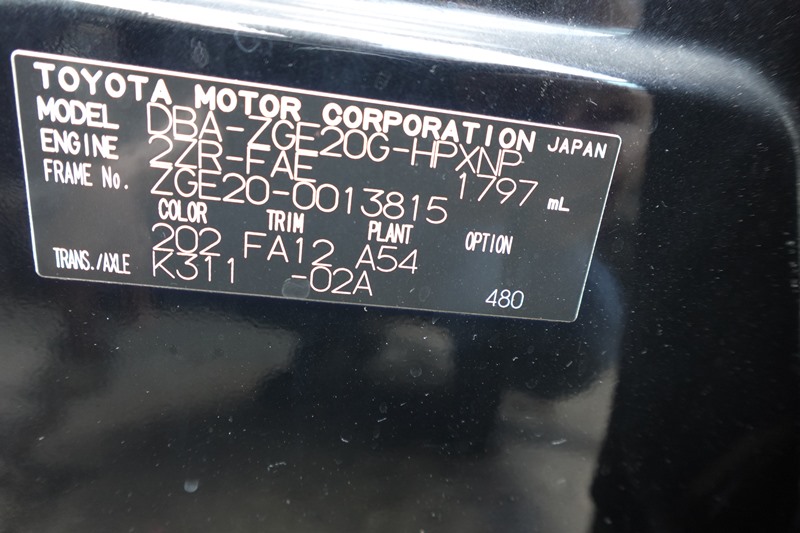 TOYOTA MOTOR CORPORATION JAPAN
MODEL DBA-ZGE20G-HPXNP
ENGINE 2ZR-FAE 1797 mL
FRAME No. ZGE20-0013815
COLOR TRIM PLANT OPTION
202 FA12 A54
TRANS./AXLE K311 -02A 480